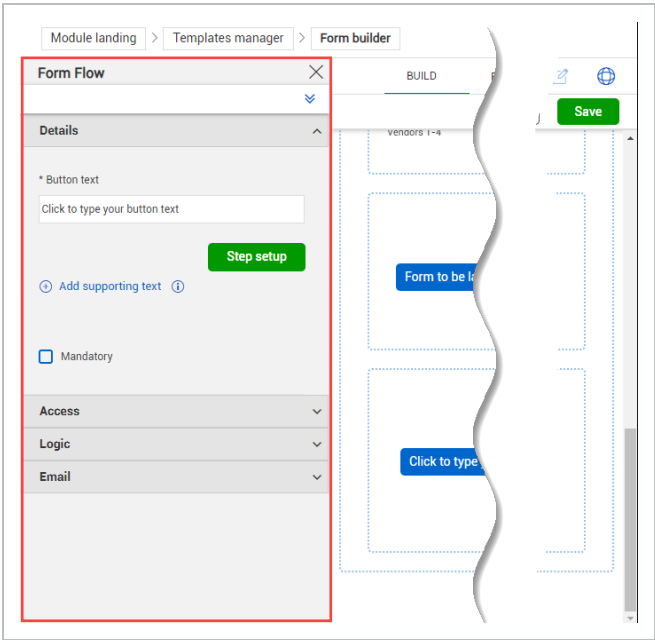 Module landing > Templates manager > Form builder
Form Flow
Details
* Button text
Click to type your button text
Step setup
Add supporting text
Mandatory
Access
Logic
Email
BUILD
Save
Vendors 1-4
Form to be
Click to type